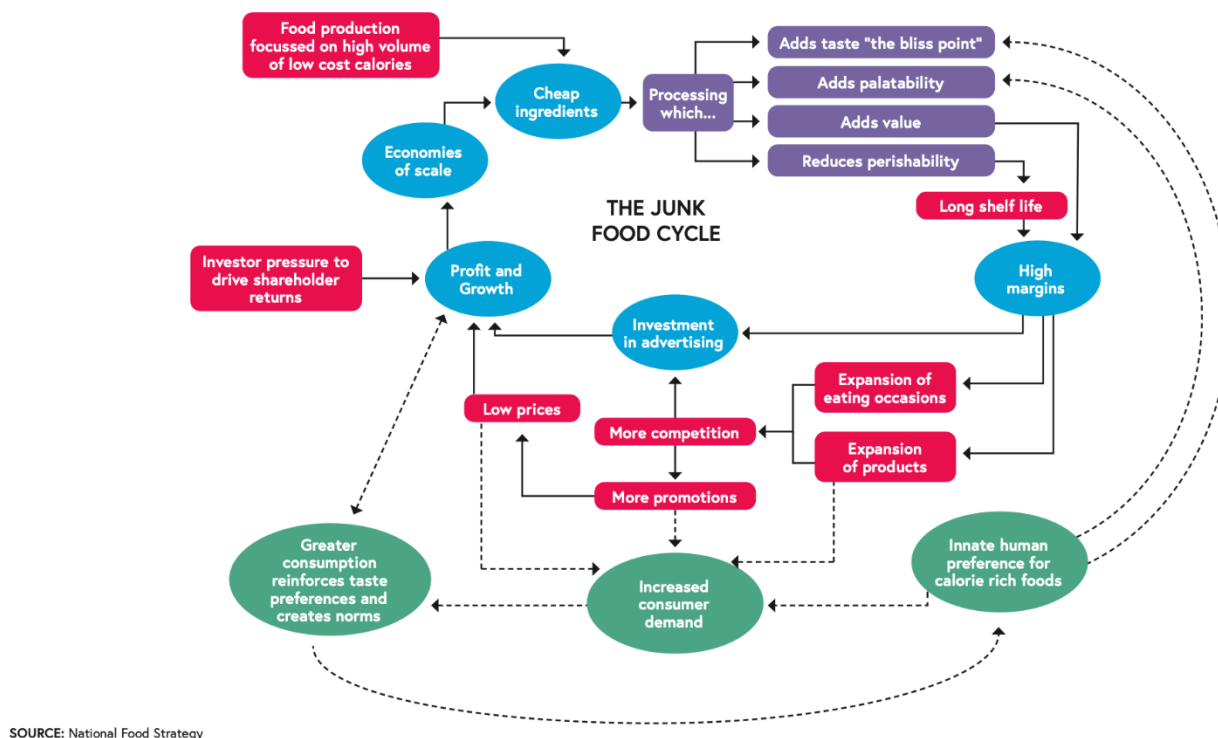 Food production
focussed on high volume
of low cost calories
Cheap
ingredients
Processing
which...
Adds taste "the bliss point"
Adds palatability
Adds value
Reduces perishability
Economies
of scale
THE JUNK
FOOD CYCLE
Long shelf life
Investor pressure to
drive shareholder
returns
Profit and
Growth
High
margins
Investment
in advertising
Expansion of
eating occasions
Low prices
More competition
Expansion
of products
More promotions
Greater
consumption
reinforces taste
preferences and
creates norms
Increased
consumer
demand
Innate human
preference for
calorie rich foods
SOURCE: National Food Strategy